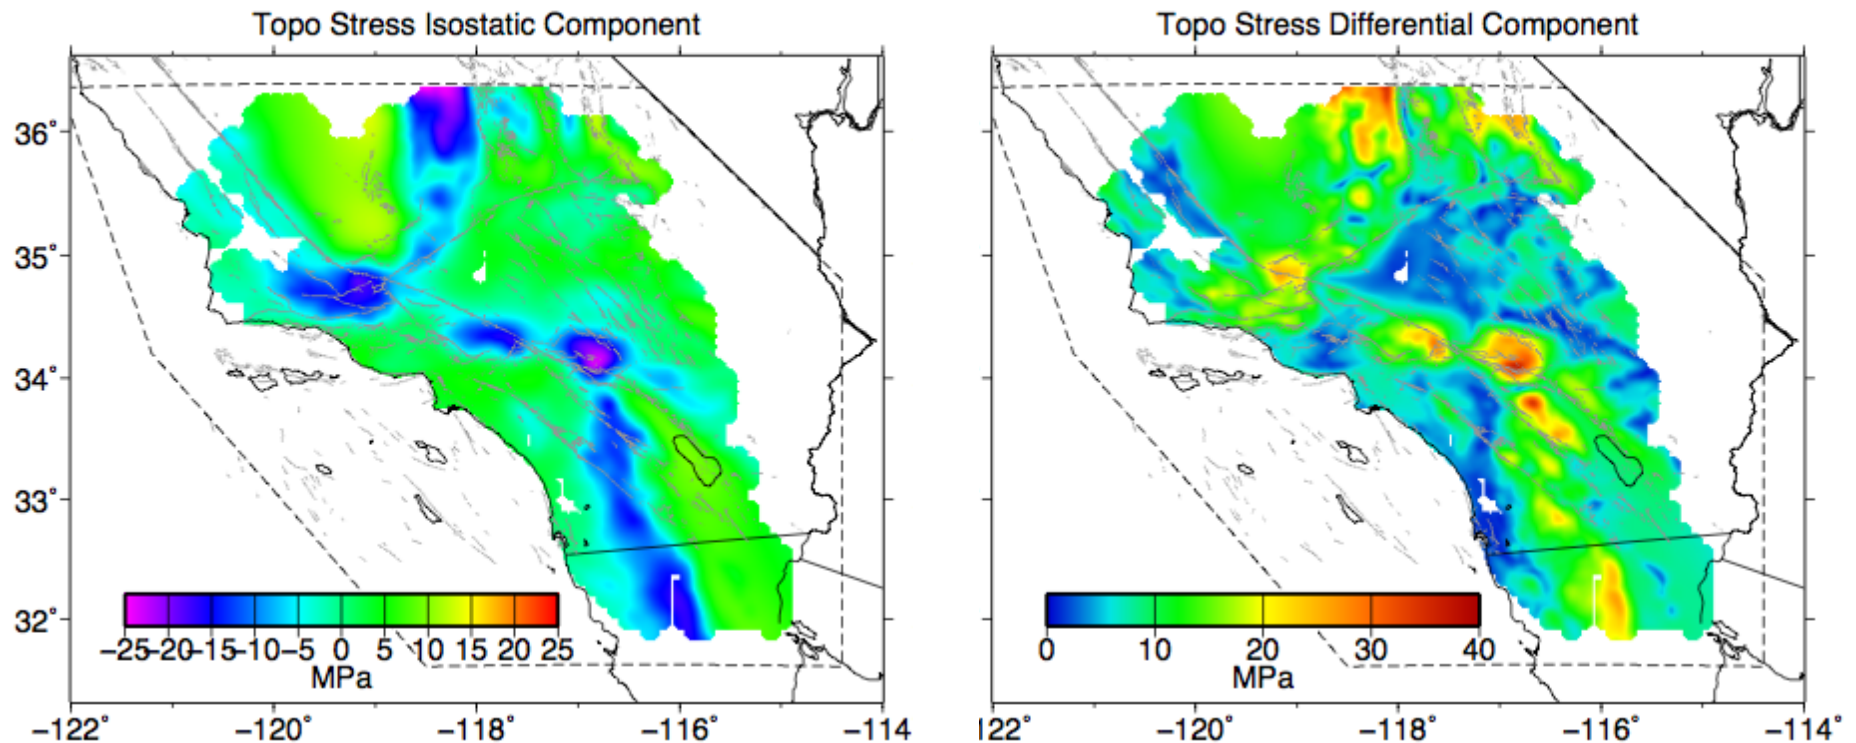 Topo Stress Isostatic Component
36˚
35˚
34˚
33˚
32˚
−25−20−15−10−5 0 5 10 15 20 25
MPa
−122˚ −120˚ −118˚ −116˚ −114˚
Topo Stress Differential Component
0 10 20 30 40
MPa
122˚ −120˚ −118˚ −116˚ −114˚